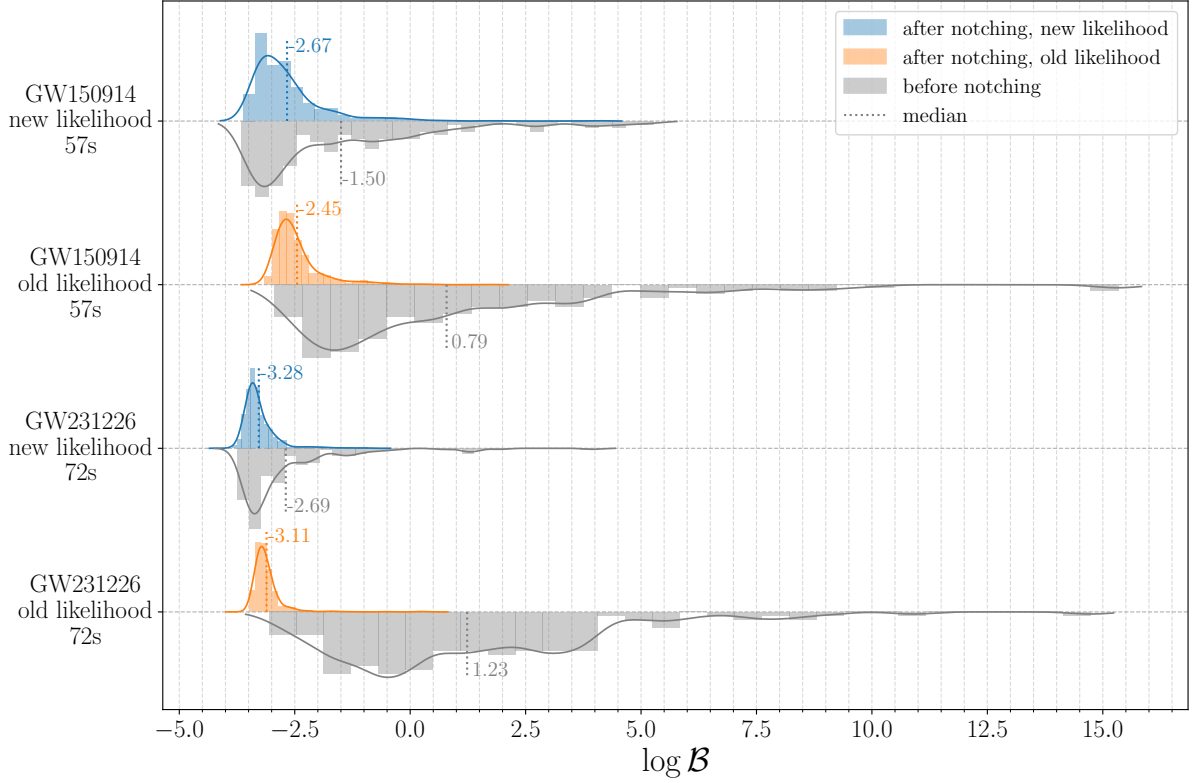 after notching, new likelihood
after notching, old likelihood
before notching
median
GW150914
new likelihood
57s
-2.67
-1.50
GW150914
old likelihood
57s
-2.45
0.79
GW231226
new likelihood
72s
-3.28
-2.69
GW231226
old likelihood
72s
-3.11
1.23
−5.0 −2.5 0.0 2.5 5.0 7.5 10.0 12.5 15.0
log ℬ